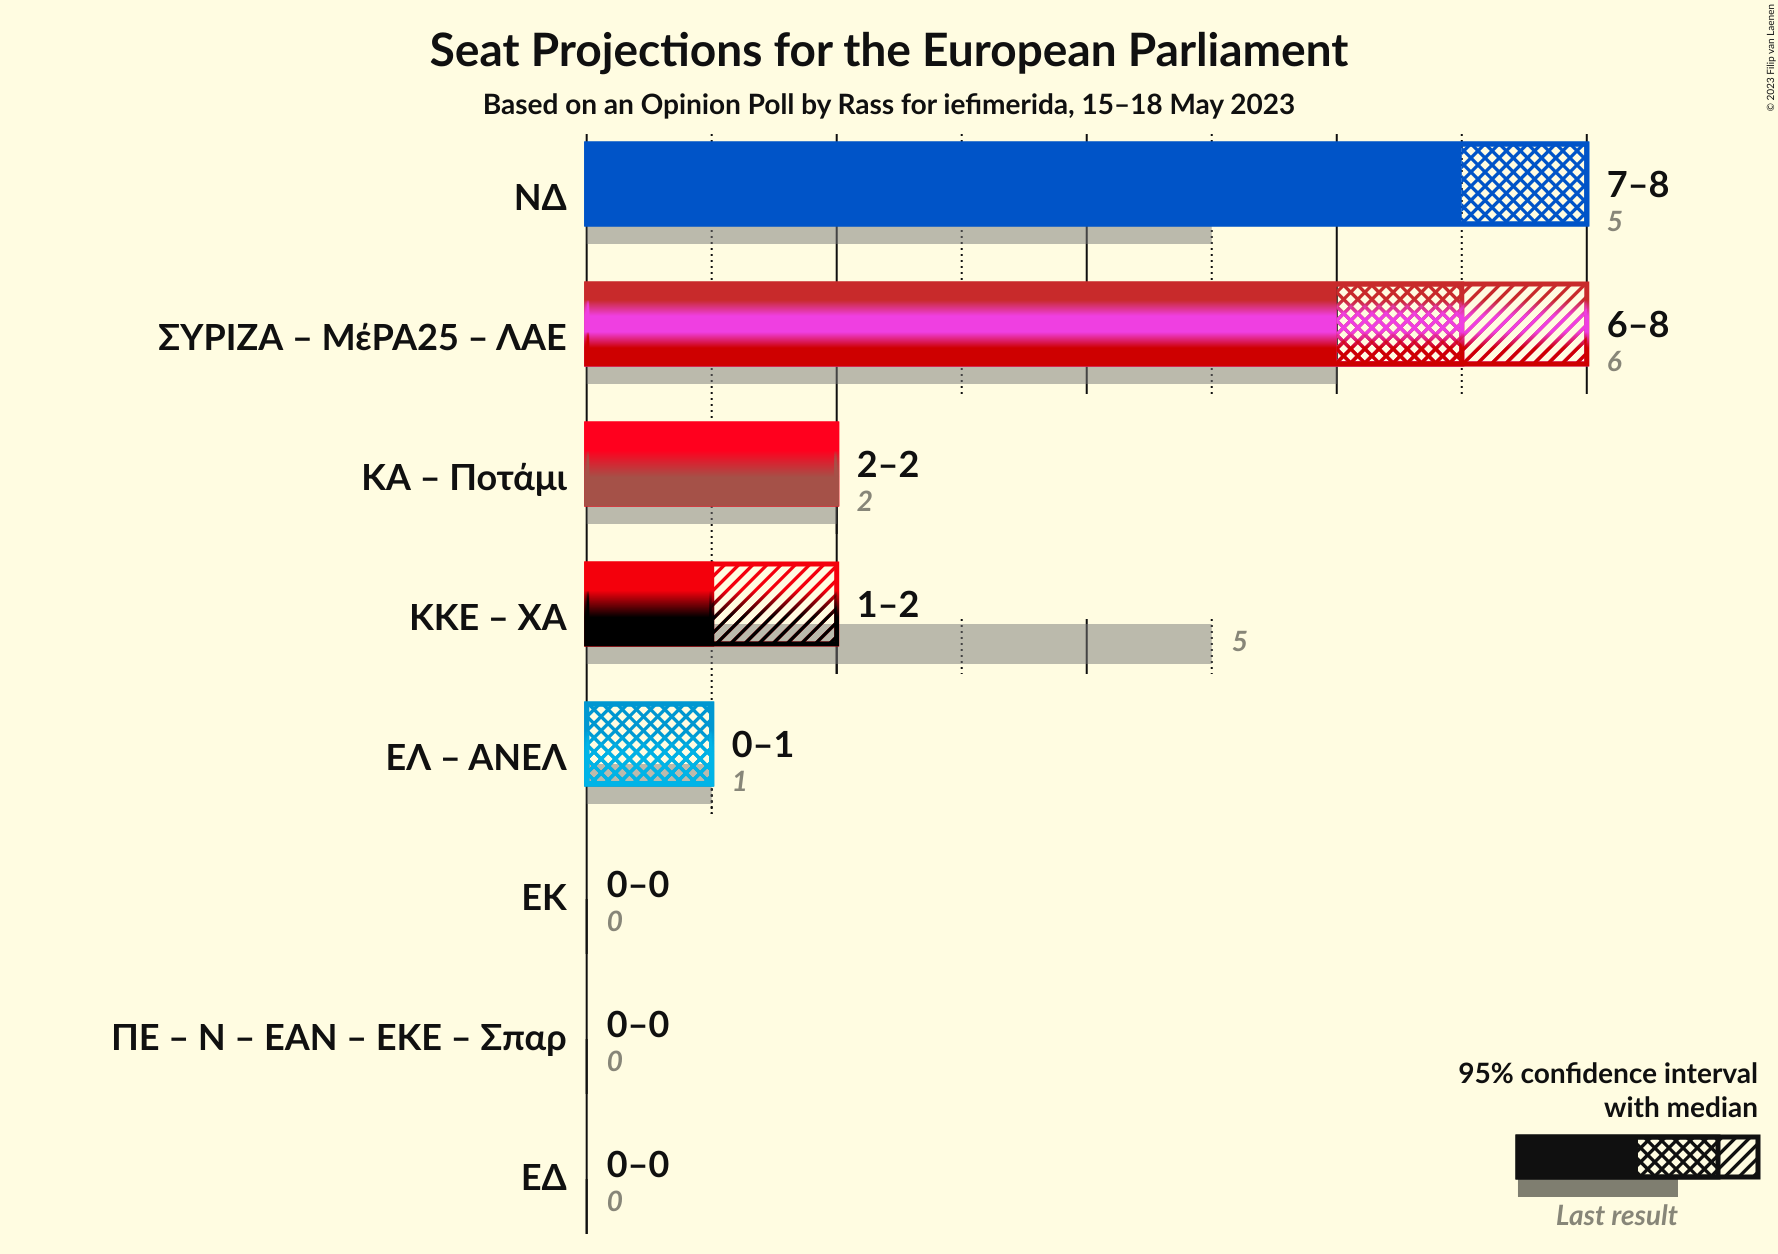 Seat Projections for the European Parliament
Based on an Opinion Poll by Rass for iefimerida, 15–18 May 2023
© 2023 Filip van Laenen
ΝΔ
7–8
5
ΣΥΡΙΖΑ – ΜέΡΑ25 – ΛΑΕ
6–8
6
ΚΑ – Ποτάμι
2–2
2
ΚΚΕ – ΧΑ
1–2
5
ΕΛ – ΑΝΕΛ
0–1
1
ΕΚ
0–0
0
ΠΕ – Ν – ΕΑΝ – ΕΚΕ – Σπαρ
0–0
0
ΕΔ
0–0
0
95% confidence interval
with median
Last result